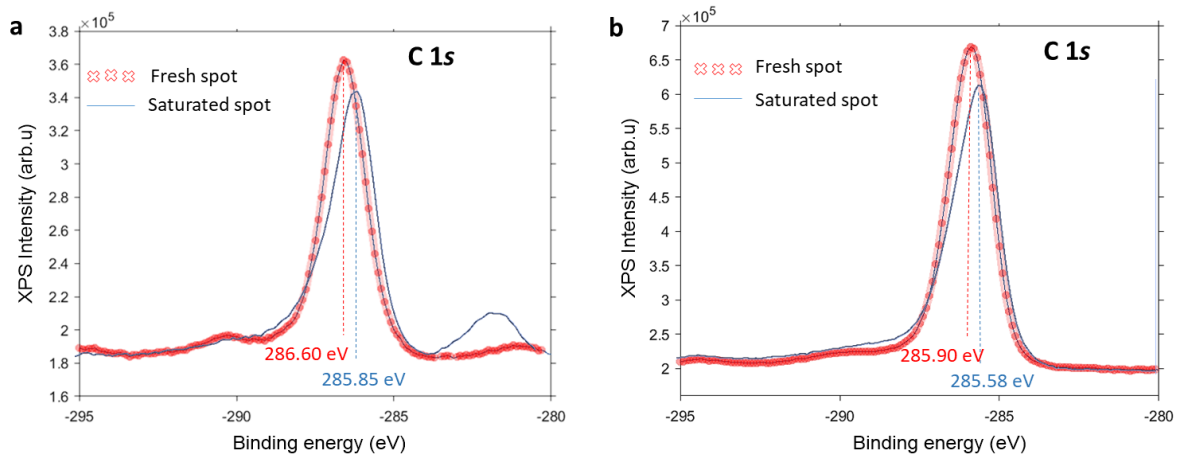 a
×10⁵
C 1s
Fresh spot
Saturated spot
3.8
3.6
3.4
3.2
3
2.8
2.6
2.4
2.2
2
1.8
1.6
XPS Intensity (arb.u)
286.60 eV
285.85 eV
-295
-290
-285
-280
Binding energy (eV)
b
×10⁵
C 1s
Fresh spot
Saturated spot
7
6.5
6
5.5
5
4.5
4
3.5
3
2.5
2
XPS Intensity (arb.u)
285.90 eV
285.58 eV
-295
-290
-285
-280
Binding energy (eV)